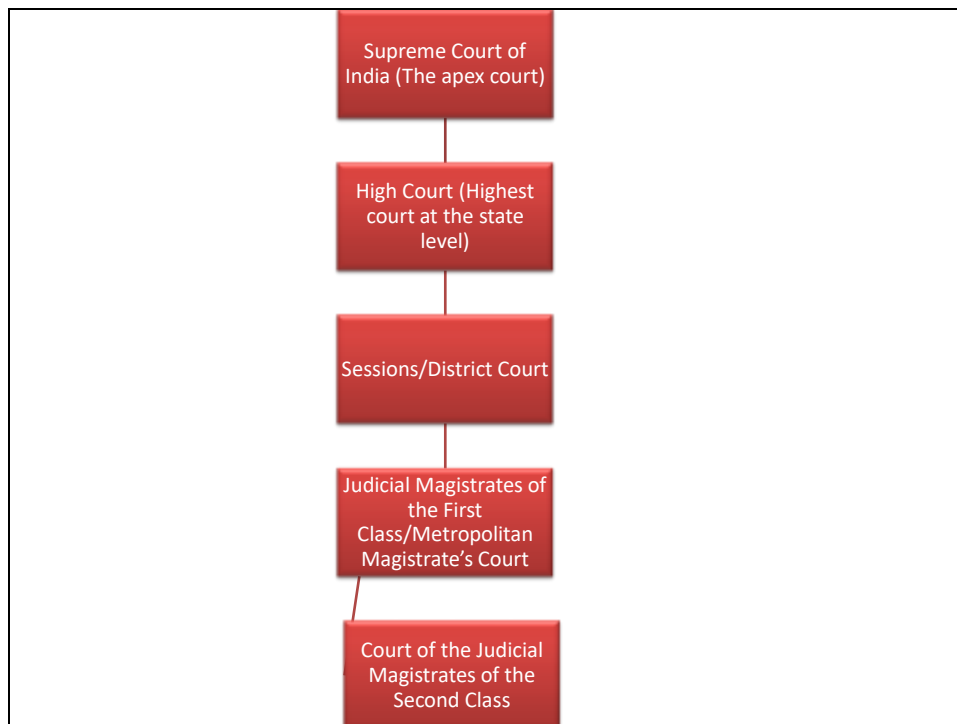 Supreme Court of
India (The apex court)
High Court (Highest
court at the state
level)
Sessions/District Court
Judicial Magistrates of
the First
Class/Metropolitan
Magistrate’s Court
Court of the Judicial
Magistrates of the
Second Class